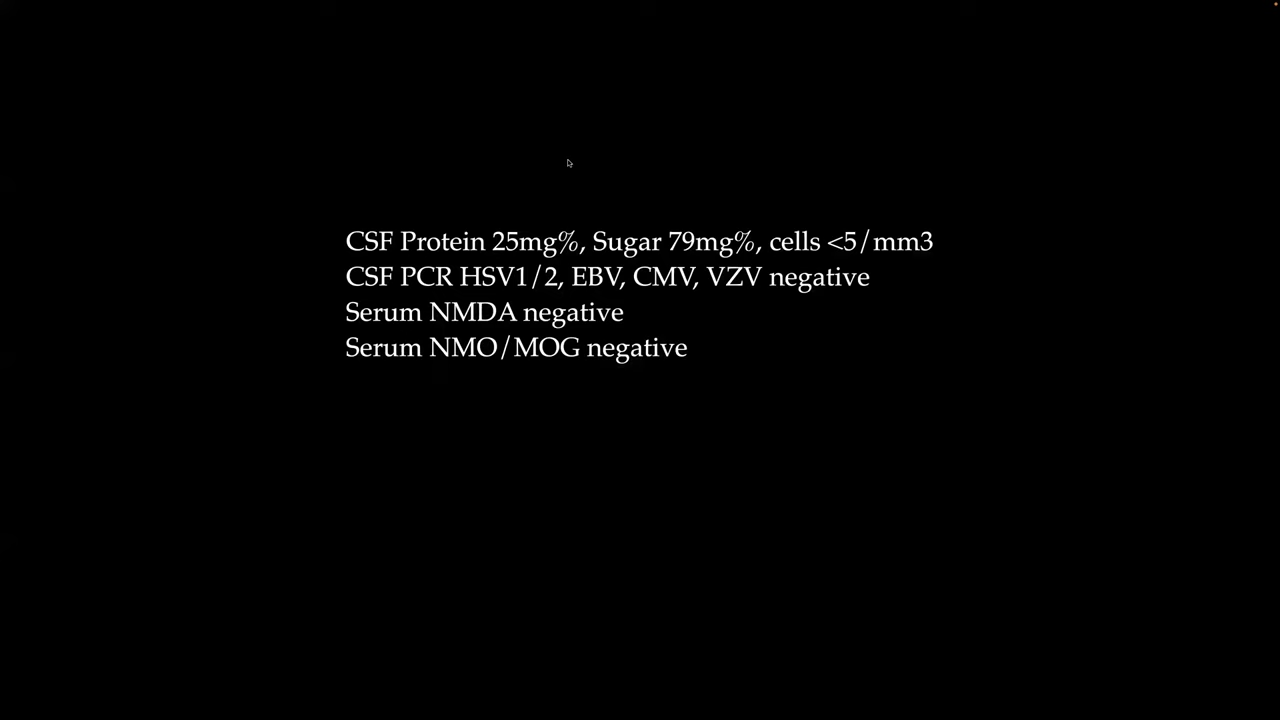 CSF Protein 25mg%, Sugar 79mg%, cells <5/mm3
CSF PCR HSV1/2, EBV, CMV, VZV negative
Serum NMDA negative
Serum NMO/MOG negative